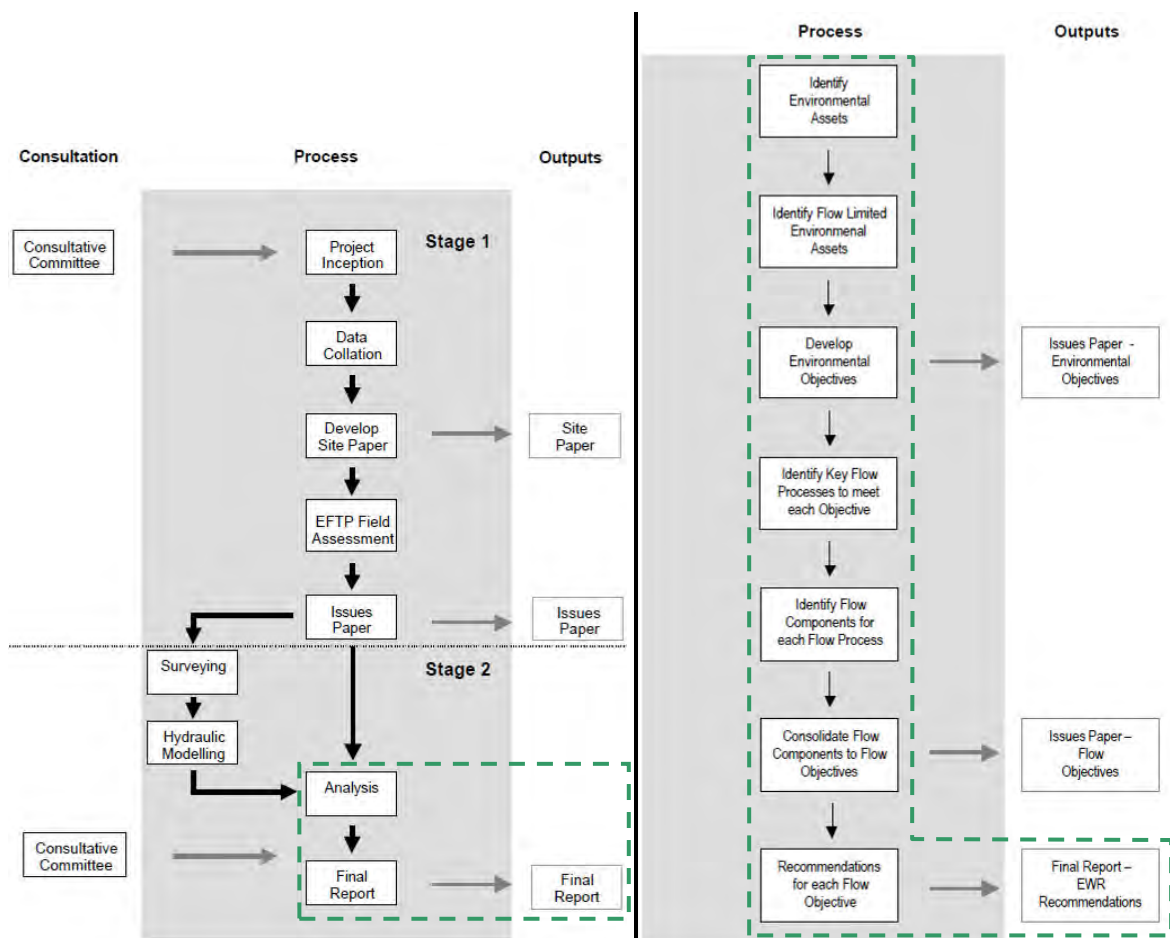 Consultation
Process
Outputs
Stage 1
Consultative
Committee
Project
Inception
Data
Collation
Develop
Site Paper
Site
Paper
EFTP Field
Assessment
Issues
Paper
Issues
Paper
Stage 2
Surveying
Hydraulic
Modelling
Analysis
Consultative
Committee
Final
Report
Final
Report
Process
Outputs
Identify
Environmental
Assets
Identify Flow Limited
Environmenal
Assets
Develop
Environmental
Objectives
Issues Paper -
Environmental
Objectives
Identify Key Flow
Processes to meet
each Objective
Identify Flow
Components for
each Flow Process
Consolidate Flow
Components to Flow
Objectives
Issues Paper –
Flow
Objectives
Recommendations
for each Flow
Objective
Final Report –
EWR
Recommendations